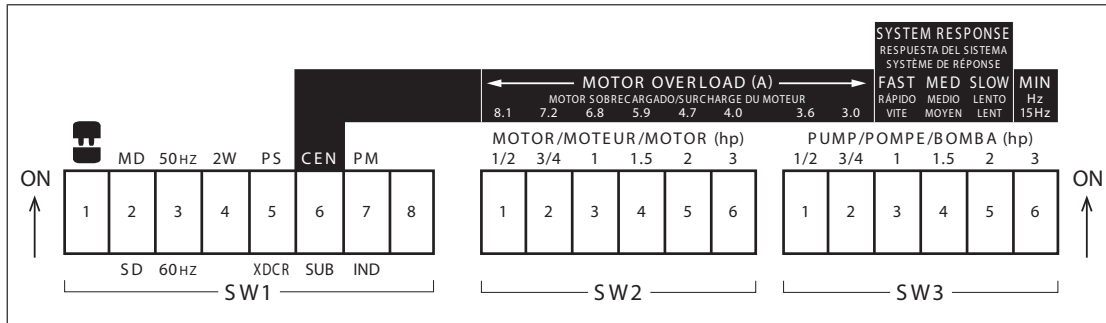 SYSTEM RESPONSE
RESPUESTA DEL SISTEMA
SYSTÈME DE RÉPONSE
MOTOR OVERLOAD (A) FAST MED SLOW MIN
MOTOR SOBRECARGADO/SURCHARGE DU MOTEUR RÁPIDO MEDIO LENTO Hz
8.1 7.2 6.8 5.9 4.7 4.0 3.6 3.0 VITE MOYEN LENT 15Hz
MOTOR/MOTEUR/MOTOR (hp) PUMP/POMPE/BOMBA (hp)
MD 50HZ 2W PS CEN PM 1/2 3/4 1 1.5 2 3 1/2 3/4 1 1.5 2 3
ON ON
1 2 3 4 5 6 7 8 1 2 3 4 5 6 1 2 3 4 5 6
SD 60HZ XDCR SUB IND
SW1 SW2 SW3